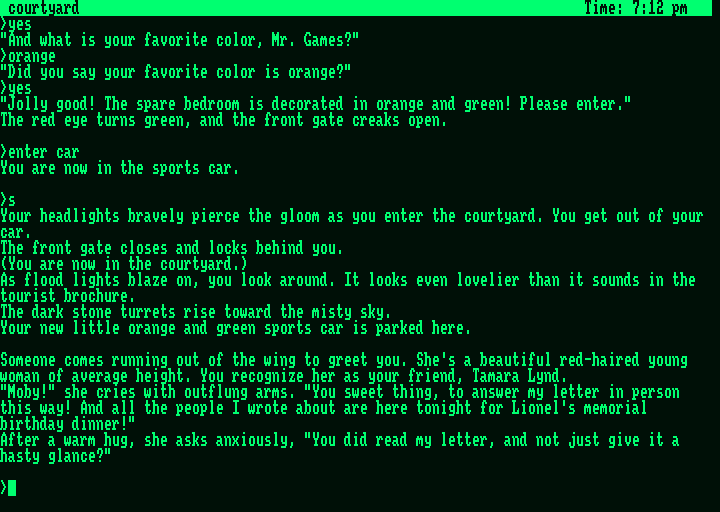 courtyard Time: 7:12 pm
>yes
"And what is your favorite color, Mr. Games?"
>orange
"Did you say your favorite color is orange?"
>yes
"Jolly good! The spare bedroom is decorated in orange and green! Please enter."
The red eye turns green, and the front gate creaks open.
>enter car
You are now in the sports car.
>s
Your headlights bravely pierce the gloom as you enter the courtyard. You get out of your
car.
The front gate closes and locks behind you.
(You are now in the courtyard.)
As flood lights blaze on, you look around. It looks even lovelier than it sounds in the
tourist brochure.
The dark stone turrets rise toward the misty sky.
Your new little orange and green sports car is parked here.
Someone comes running out of the wing to greet you. She's a beautiful red-haired young
woman of average height. You recognize her as your friend, Tamara Lynd.
"Moby!" she cries with outflung arms. "You sweet thing, to answer my letter in person
this way! And all the people I wrote about are here tonight for Lionel's memorial
birthday dinner!"
After a warm hug, she asks anxiously, "You did read my letter, and not just give it a
hasty glance?"
>